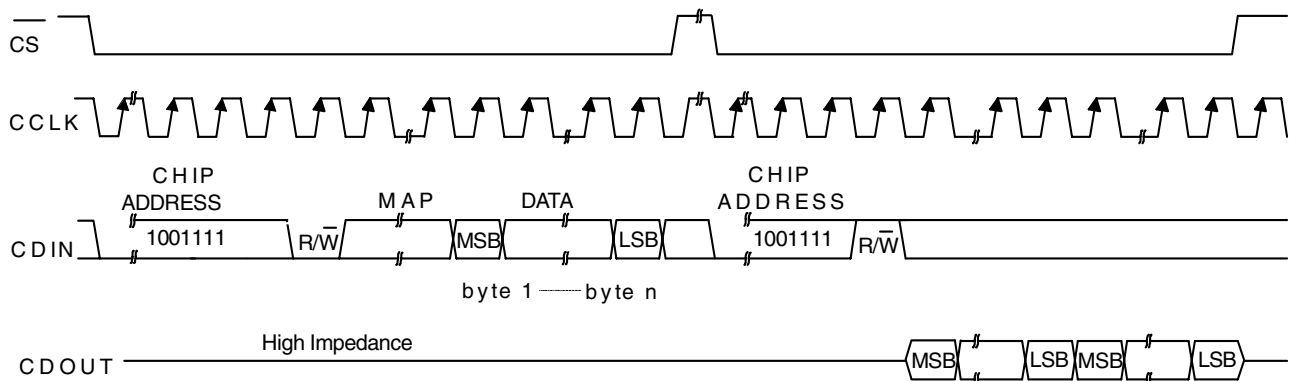 CS
CCLK
CHIP
ADDRESS
MAP
DATA
CHIP
ADDRESS
CDIN
1001111
R/W
MSB
LSB
1001111
R/W
byte 1
byte n
High Impedance
CDOUT
MSB
LSB
MSB
LSB